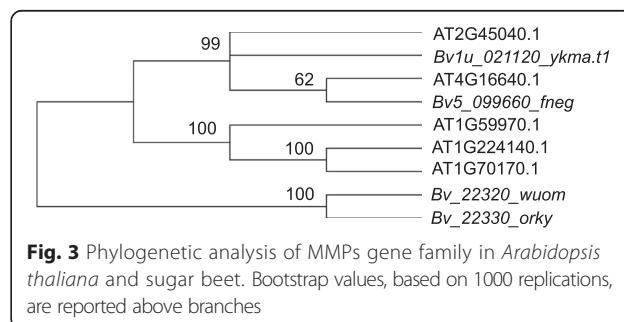 AT2G45040.1
99
Bv1u_021120_ykma.t1
62
AT4G16640.1
Bv5_099660_fneg
100
AT1G59970.1
100
AT1G224140.1
AT1G70170.1
100
Bv_22320_wuom
Bv_22330_orky
Fig. 3 Phylogenetic analysis of MMPs gene family in Arabidopsis
thaliana and sugar beet. Bootstrap values, based on 1000 replications,
are reported above branches